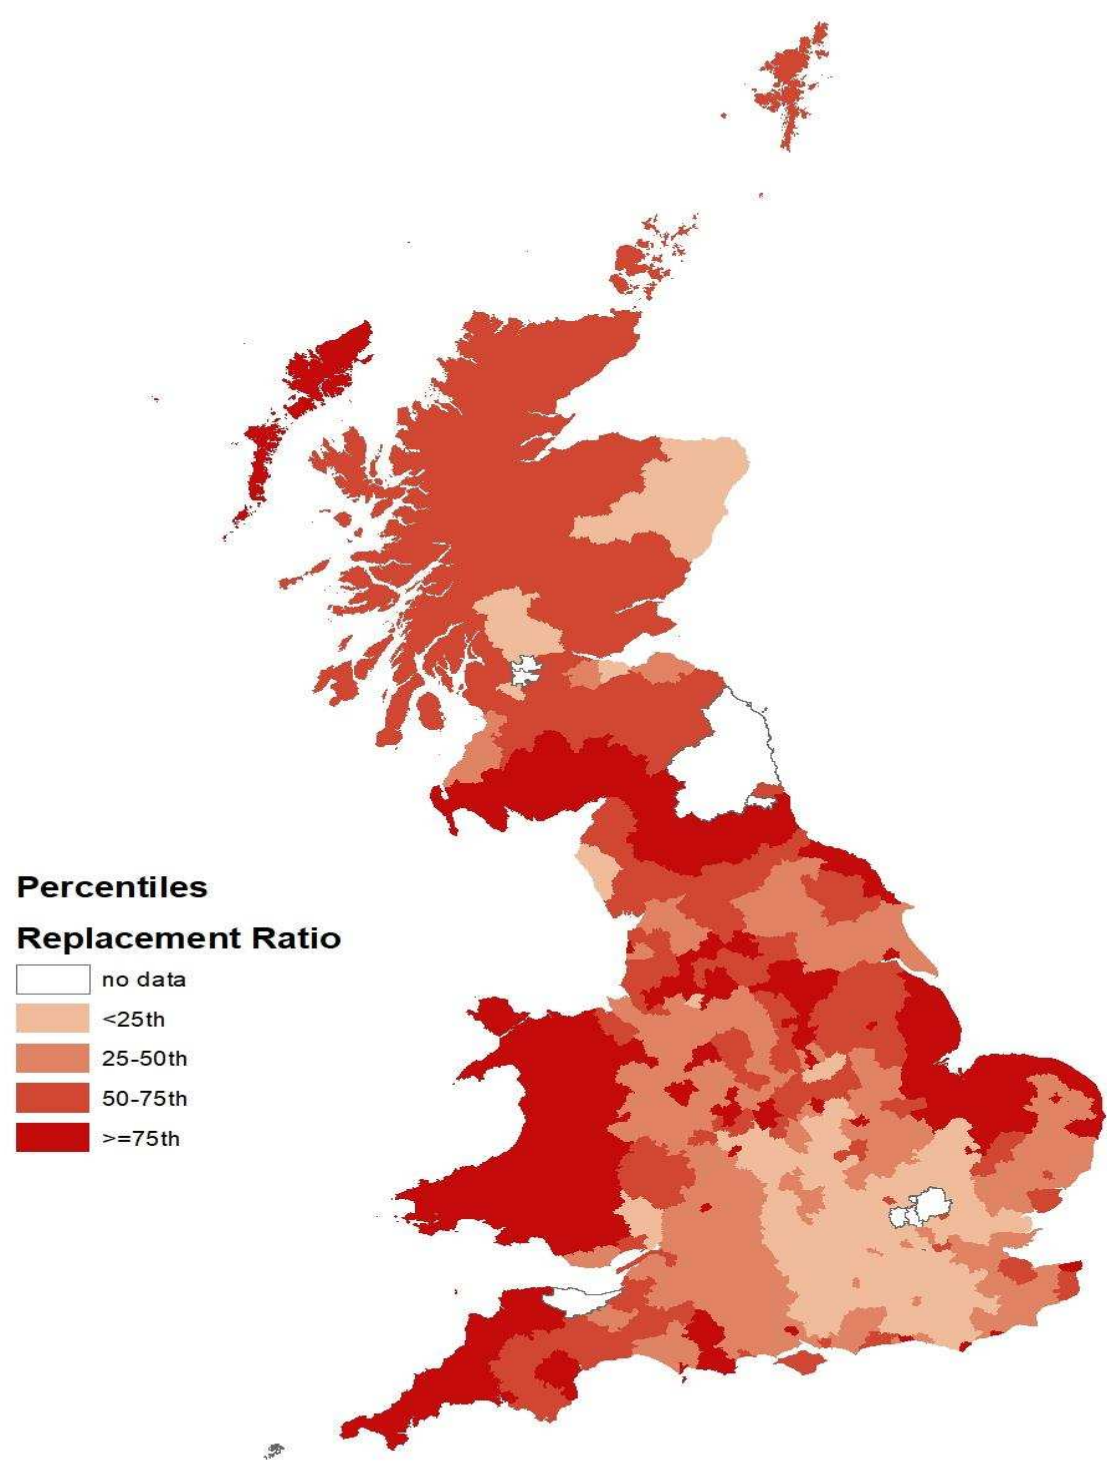 Percentiles
Replacement Ratio
no data
<25th
25-50th
50-75th
>=75th